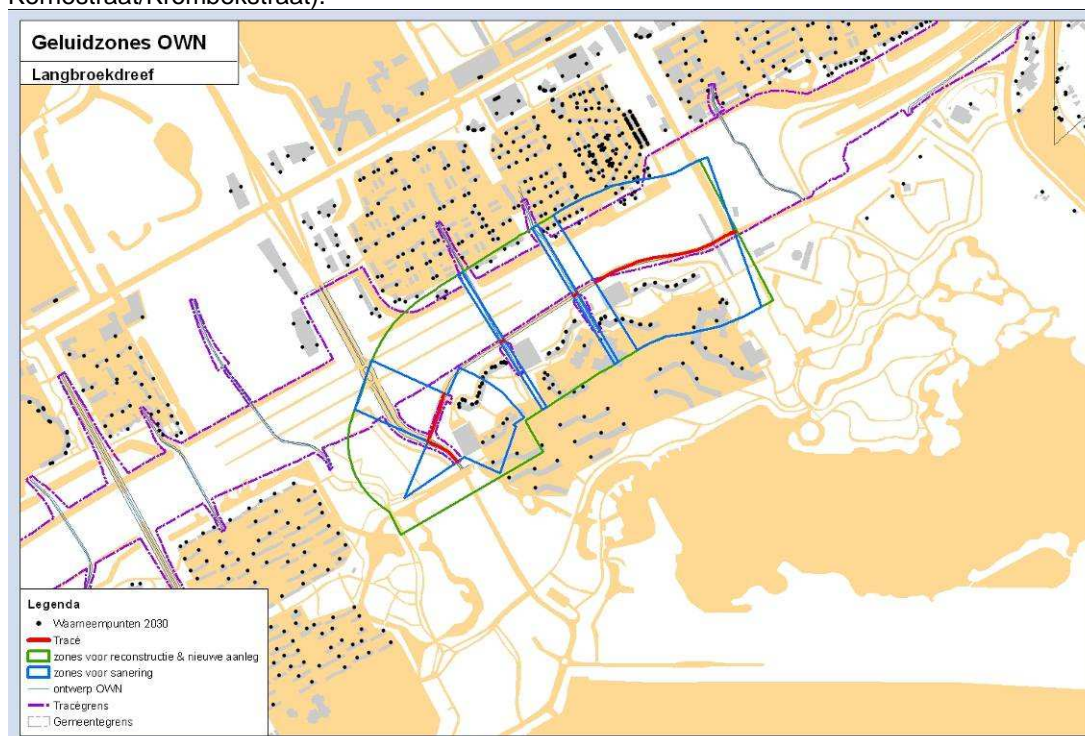 Geluidzones OWN
Langbroekdreef
Legenda
Waarneempunten 2030
Tracé
zones voor reconstructie & nieuwe aanleg
zones voor sanering
ontwerp OWN
Tracégrens
Gemeentegrens